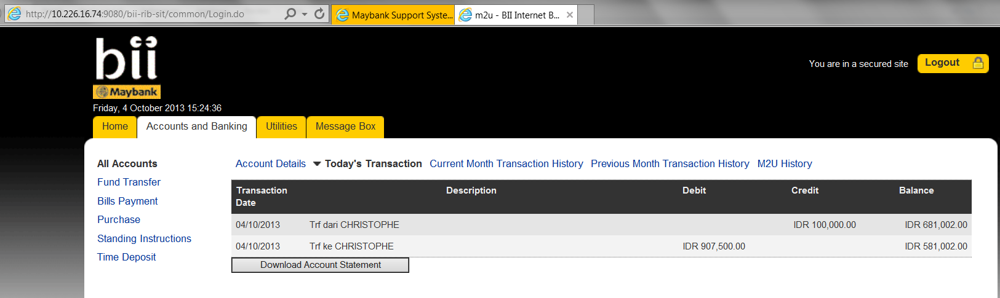 http://10.226.16.74:9080/bii-rib-sit/common/Login.do
Maybank Support Syste...
m2u - BII Internet B...
bii
Maybank
You are in a secured site
Logout
Friday, 4 October 2013 15:24:36
Home Accounts and Banking Utilities Message Box
All Accounts
Fund Transfer
Bills Payment
Purchase
Standing Instructions
Time Deposit
Account Details Today's Transaction Current Month Transaction History Previous Month Transaction History M2U History
Transaction Date Description Debit Credit Balance
04/10/2013 Trf dari CHRISTOPHE IDR 100,000.00 IDR 681,002.00
04/10/2013 Trf ke CHRISTOPHE IDR 907,500.00 IDR 581,002.00
Download Account Statement